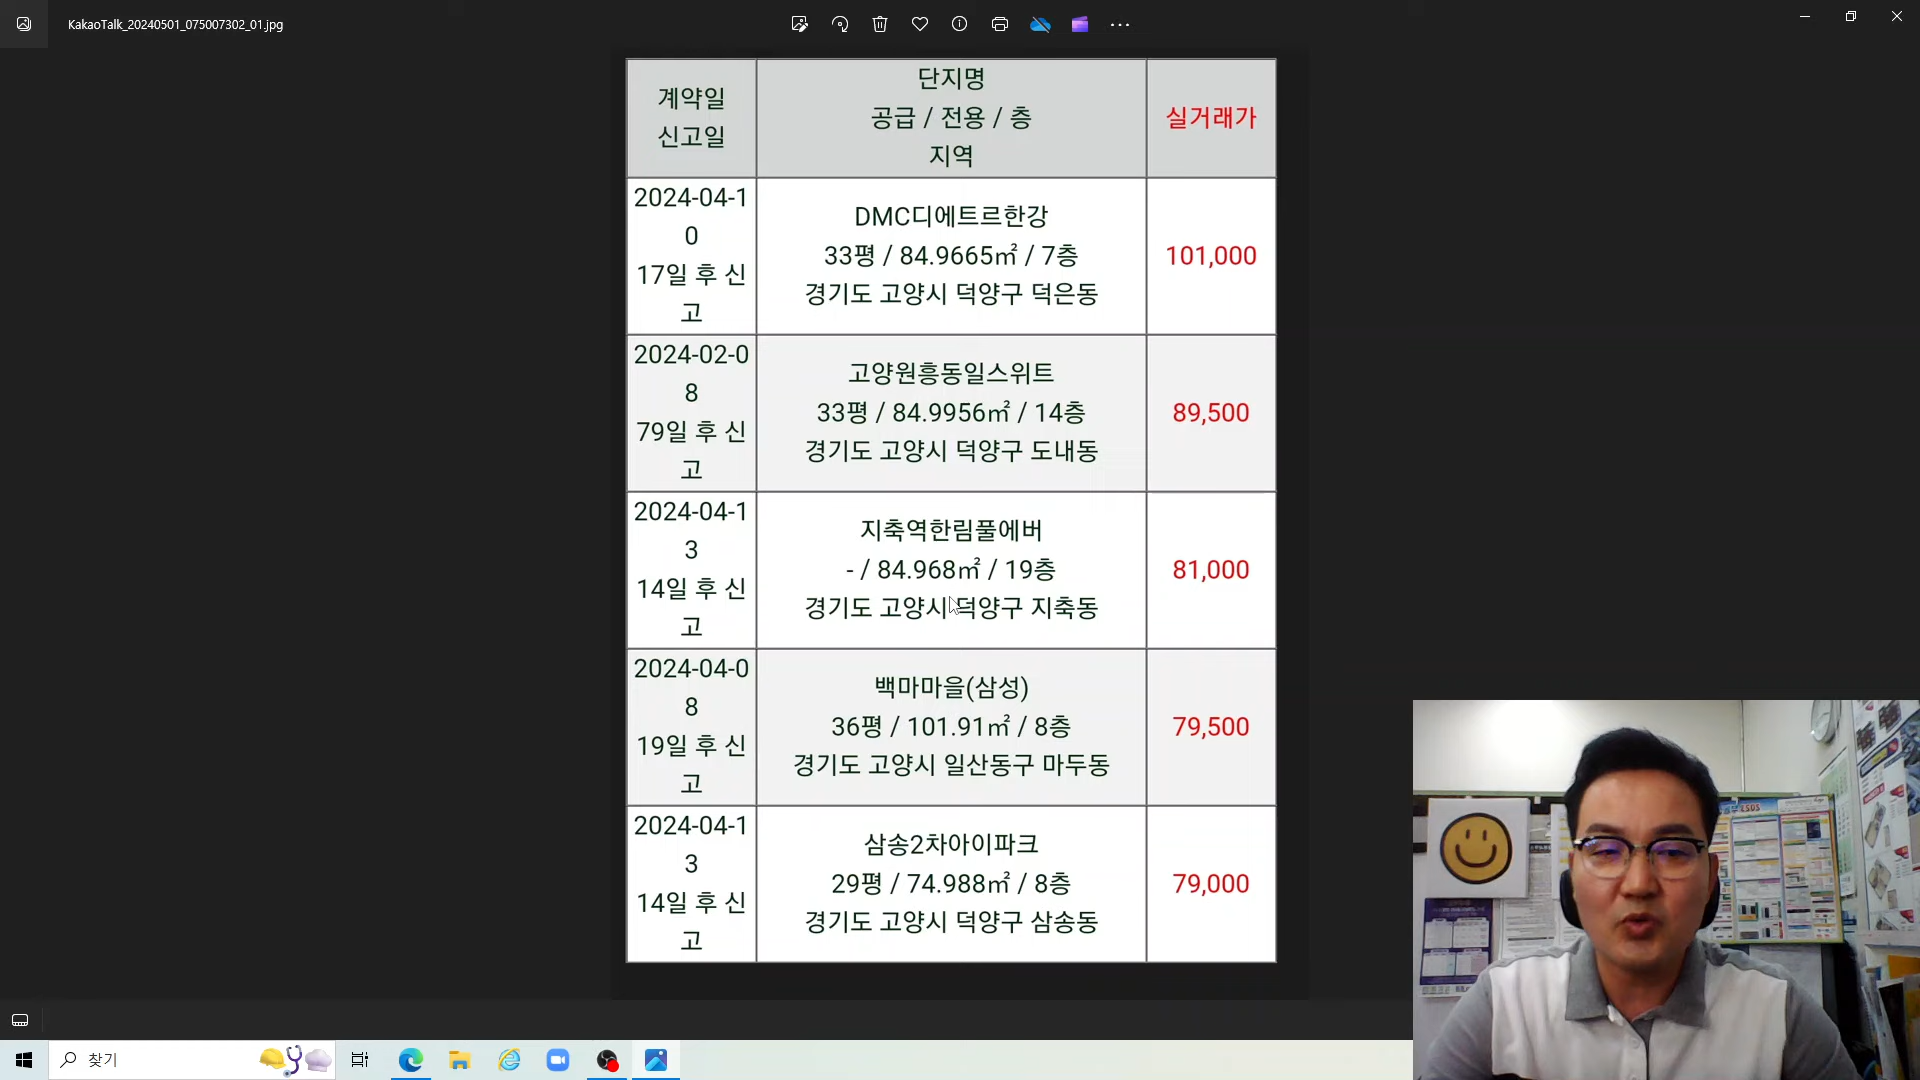 KakaoTalk_20240501_075007302_01.jpg
계약일
신고일
단지명
공급 / 전용 / 층
지역
실거래가
2024-04-1
0
17일 후 신
고
DMC디에트르한강
33평 / 84.9665㎡ / 7층
경기도 고양시 덕양구 덕은동
101,000
2024-02-0
8
79일 후 신
고
고양원흥동일스위트
33평 / 84.9956㎡ / 14층
경기도 고양시 덕양구 도내동
89,500
2024-04-1
3
14일 후 신
고
지축역한림풀에버
- / 84.968㎡ / 19층
경기도 고양시 덕양구 지축동
81,000
2024-04-0
8
19일 후 신
고
백마마을(삼성)
36평 / 101.91㎡ / 8층
경기도 고양시 일산동구 마두동
79,500
2024-04-1
3
14일 후 신
고
삼송2차아이파크
29평 / 74.988㎡ / 8층
경기도 고양시 덕양구 삼송동
79,000
찾기